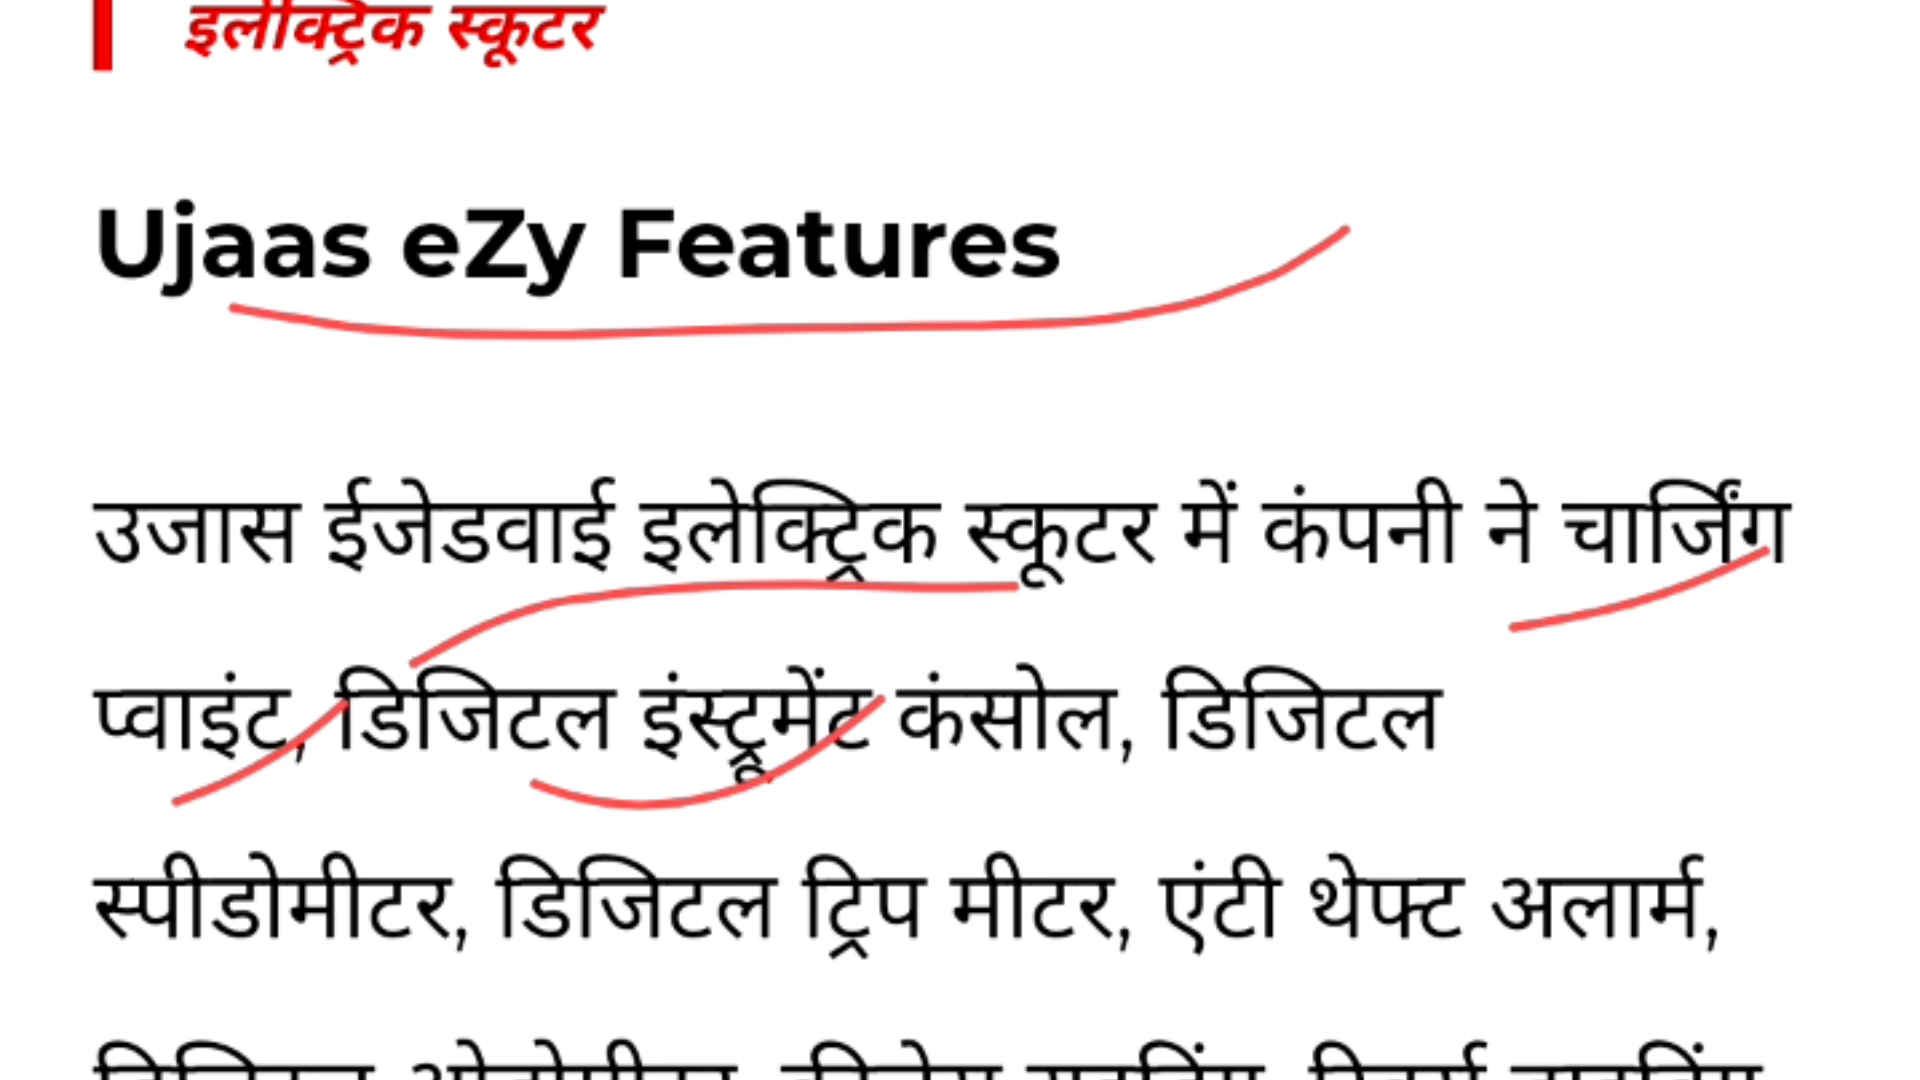 इलेक्ट्रिक स्कूटर
Ujaas eZy Features
उजास ईजेडवाई इलेक्ट्रिक स्कूटर में कंपनी ने चार्जिंग
प्वाइंट, डिजिटल इंस्ट्रूमेंट कंसोल, डिजिटल
स्पीडोमीटर, डिजिटल ट्रिप मीटर, एंटी थेफ्ट अलार्म,